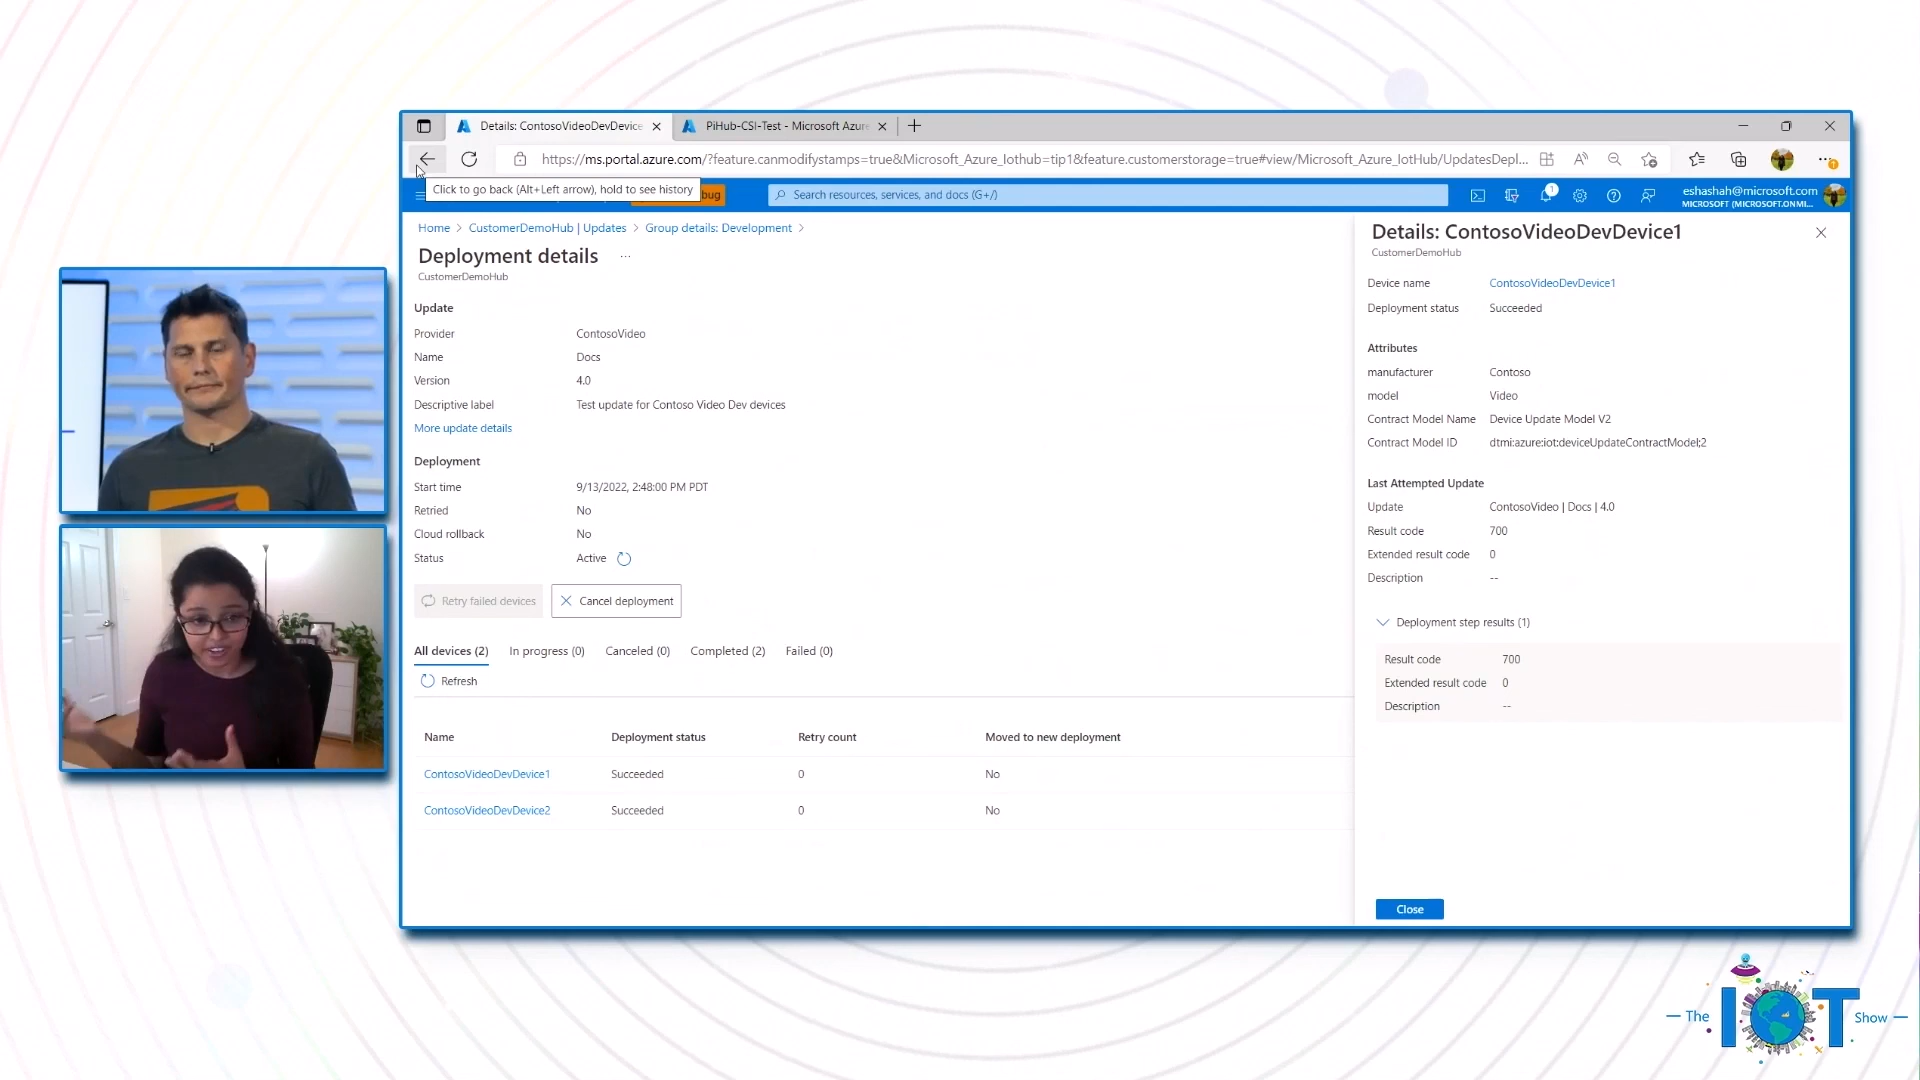 Details: ContosoVideoDevDevice
PiHub-CSI-Test - Microsoft Azure
https://ms.portal.azure.com/?feature.canmodifystamps=true&Microsoft_Azure_Iothub=tip1&feature.customerstorage=true#view/Microsoft_Azure_IotHub/UpdatesDepl...
Click to go back (Alt+Left arrow), hold to see history
bug
Search resources, services, and docs (G+/)
1
eshashah@microsoft.com
MICROSOFT (MICROSOFT.ONMI...
Home > CustomerDemoHub | Updates > Group details: Development >
Deployment details ...
CustomerDemoHub
Update
Provider ContosoVideo
Name Docs
Version 4.0
Descriptive label Test update for Contoso Video Dev devices
More update details
Deployment
Start time 9/13/2022, 2:48:00 PM PDT
Retried No
Cloud rollback No
Status Active
Retry failed devices Cancel deployment
All devices (2) In progress (0) Canceled (0) Completed (2) Failed (0)
Refresh
Name Deployment status Retry count Moved to new deployment
ContosoVideoDevDevice1 Succeeded 0 No
ContosoVideoDevDevice2 Succeeded 0 No
Details: ContosoVideoDevDevice1
CustomerDemoHub
Device name ContosoVideoDevDevice1
Deployment status Succeeded
Attributes
manufacturer Contoso
model Video
Contract Model Name Device Update Model V2
Contract Model ID dtmi:azure:iot:deviceUpdateContractModel;2
Last Attempted Update
Update ContosoVideo | Docs | 4.0
Result code 700
Extended result code 0
Description --
Deployment step results (1)
Result code 700
Extended result code 0
Description --
Close
The IoT Show